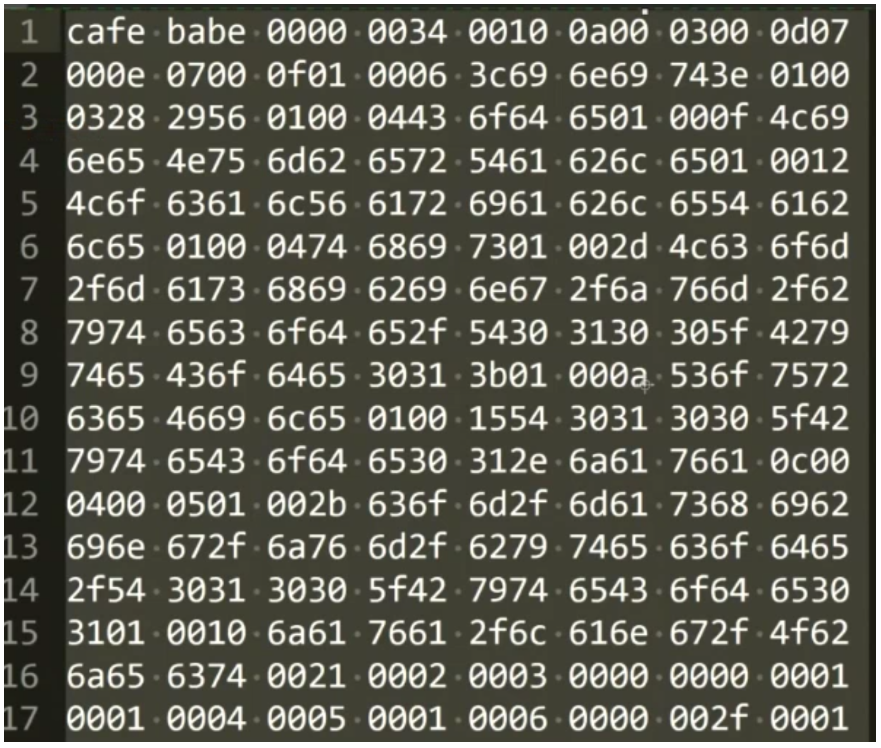 1 cafe babe 0000 0034 0010 0a00 0300 0d07
2 000e 0700 0f01 0006 3c69 6e69 743e 0100
3 0328 2956 0100 0443 6f64 6501 000f 4c69
4 6e65 4e75 6d62 6572 5461 626c 6501 0012
5 4c6f 6361 6c56 6172 6961 626c 6554 6162
6 6c65 0100 0474 6869 7301 002d 4c63 6f6d
7 2f6d 6173 6869 6269 6e67 2f6a 766d 2f62
8 7974 6563 6f64 652f 5430 3130 305f 4279
9 7465 436f 6465 3031 3b01 000a 536f 7572
10 6365 4669 6c65 0100 1554 3031 3030 5f42
11 7974 6543 6f64 6530 312e 6a61 7661 0c00
12 0400 0501 002b 636f 6d2f 6d61 7368 6962
13 696e 672f 6a76 6d2f 6279 7465 636f 6465
14 2f54 3031 3030 5f42 7974 6543 6f64 6530
15 3101 0010 6a61 7661 2f6c 616e 672f 4f62
16 6a65 6374 0021 0002 0003 0000 0000 0001
17 0001 0004 0005 0001 0006 0000 002f 0001